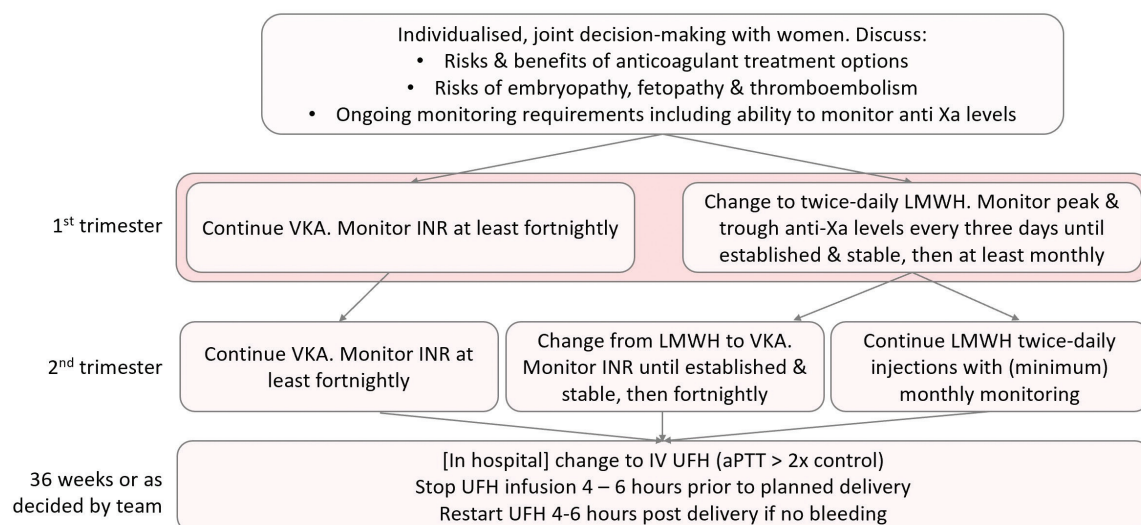 Individualised, joint decision-making with women. Discuss:
• Risks & benefits of anticoagulant treatment options
• Risks of embryopathy, fetopathy & thromboembolism
• Ongoing monitoring requirements including ability to monitor anti Xa levels
1st trimester
Continue VKA. Monitor INR at least fortnightly
Change to twice-daily LMWH. Monitor peak &
trough anti-Xa levels every three days until
established & stable, then at least monthly
2nd trimester
Continue VKA. Monitor INR at
least fortnightly
Change from LMWH to VKA.
Monitor INR until established &
stable, then fortnightly
Continue LMWH twice-daily
injections with (minimum)
monthly monitoring
36 weeks or as
decided by team
[In hospital] change to IV UFH (aPTT > 2x control)
Stop UFH infusion 4 – 6 hours prior to planned delivery
Restart UFH 4-6 hours post delivery if no bleeding